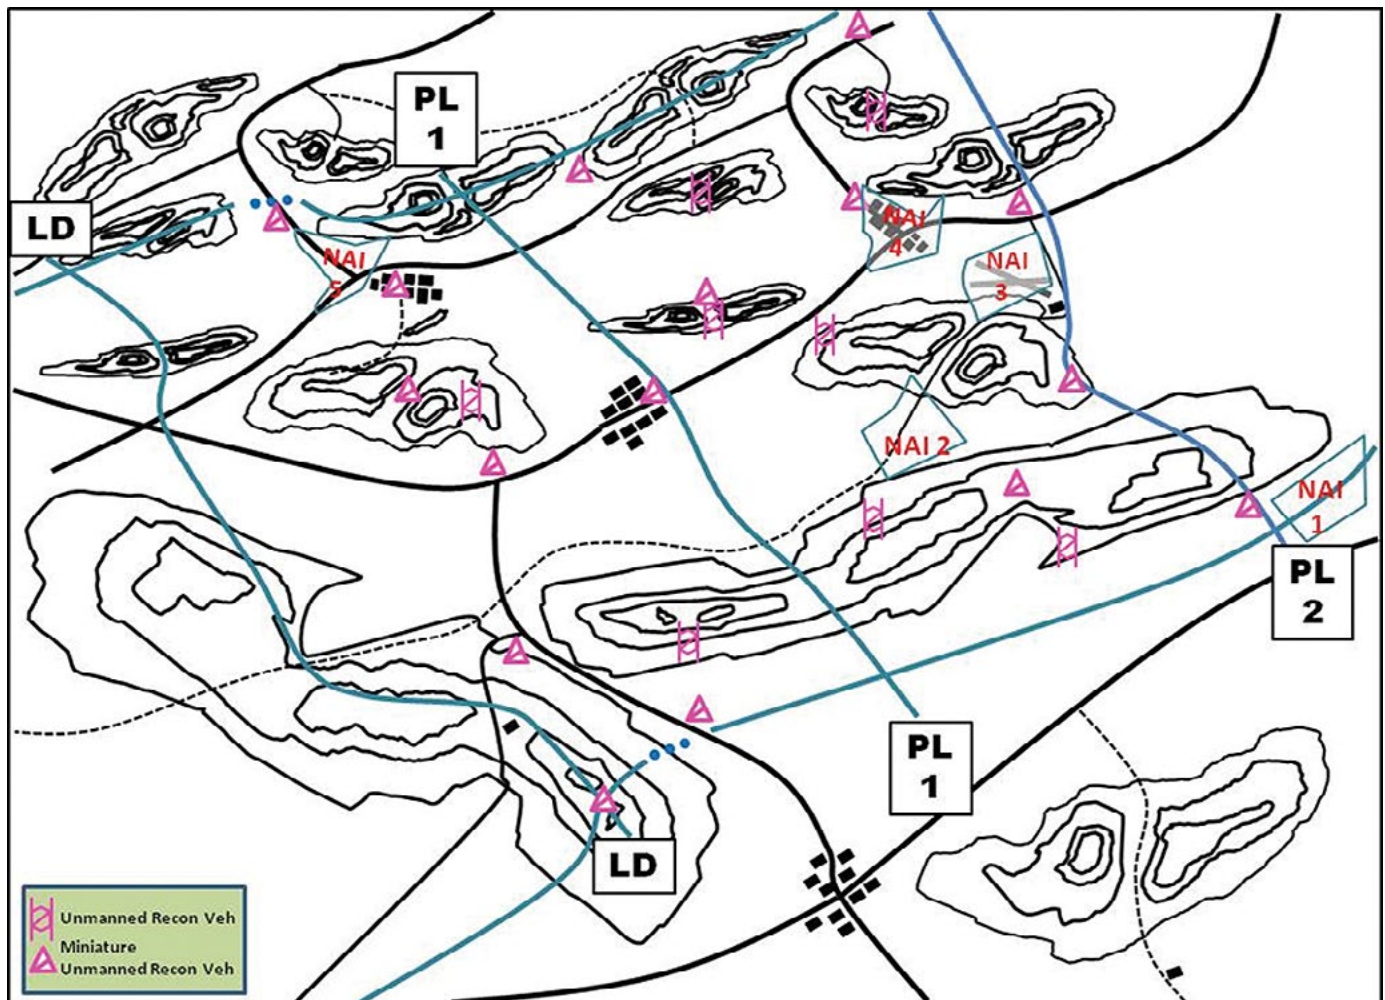 PL
1
LD
NAI
4
NAI
5
NAI
3
NAI 2
NAI
1
PL
2
PL
1
LD
Unmanned Recon Veh
Miniature
Unmanned Recon Veh